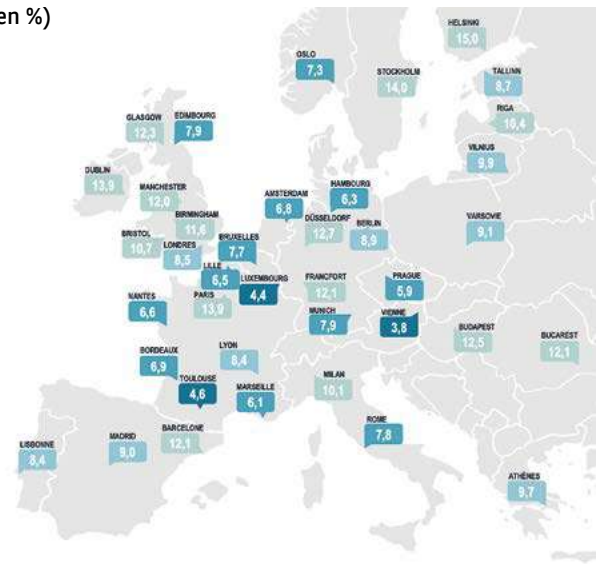 en %)
HELSINKI
15,0
OSLO
7,3
STOCKHOLM
14,0
TALLINN
8,7
RIGA
10,4
GLASGOW
12,3
EDIMBOURG
7,9
VILNIUS
9,9
DUBLIN
13,9
MANCHESTER
12,0
AMSTERDAM
6,8
HAMBOURG
6,3
BIRMINGHAM
11,6
DÜSSELDORF
12,7
BERLIN
8,9
VARSOVIE
9,1
BRISTOL
10,7
LONDRES
8,5
BRUXELLES
7,7
LILLE
6,5
LUXEMBOURG
4,4
FRANCFORT
12,1
PRAGUE
5,9
NANTES
6,6
PARIS
13,9
MUNICH
7,9
VIENNE
3,8
BUDAPEST
12,5
BUCAREST
12,1
BORDEAUX
6,9
LYON
8,4
TOULOUSE
4,6
MARSEILLE
6,1
MILAN
10,1
ROME
7,8
LISBONNE
8,4
MADRID
9,0
BARCELONE
12,1
ATHÈNES
9,7